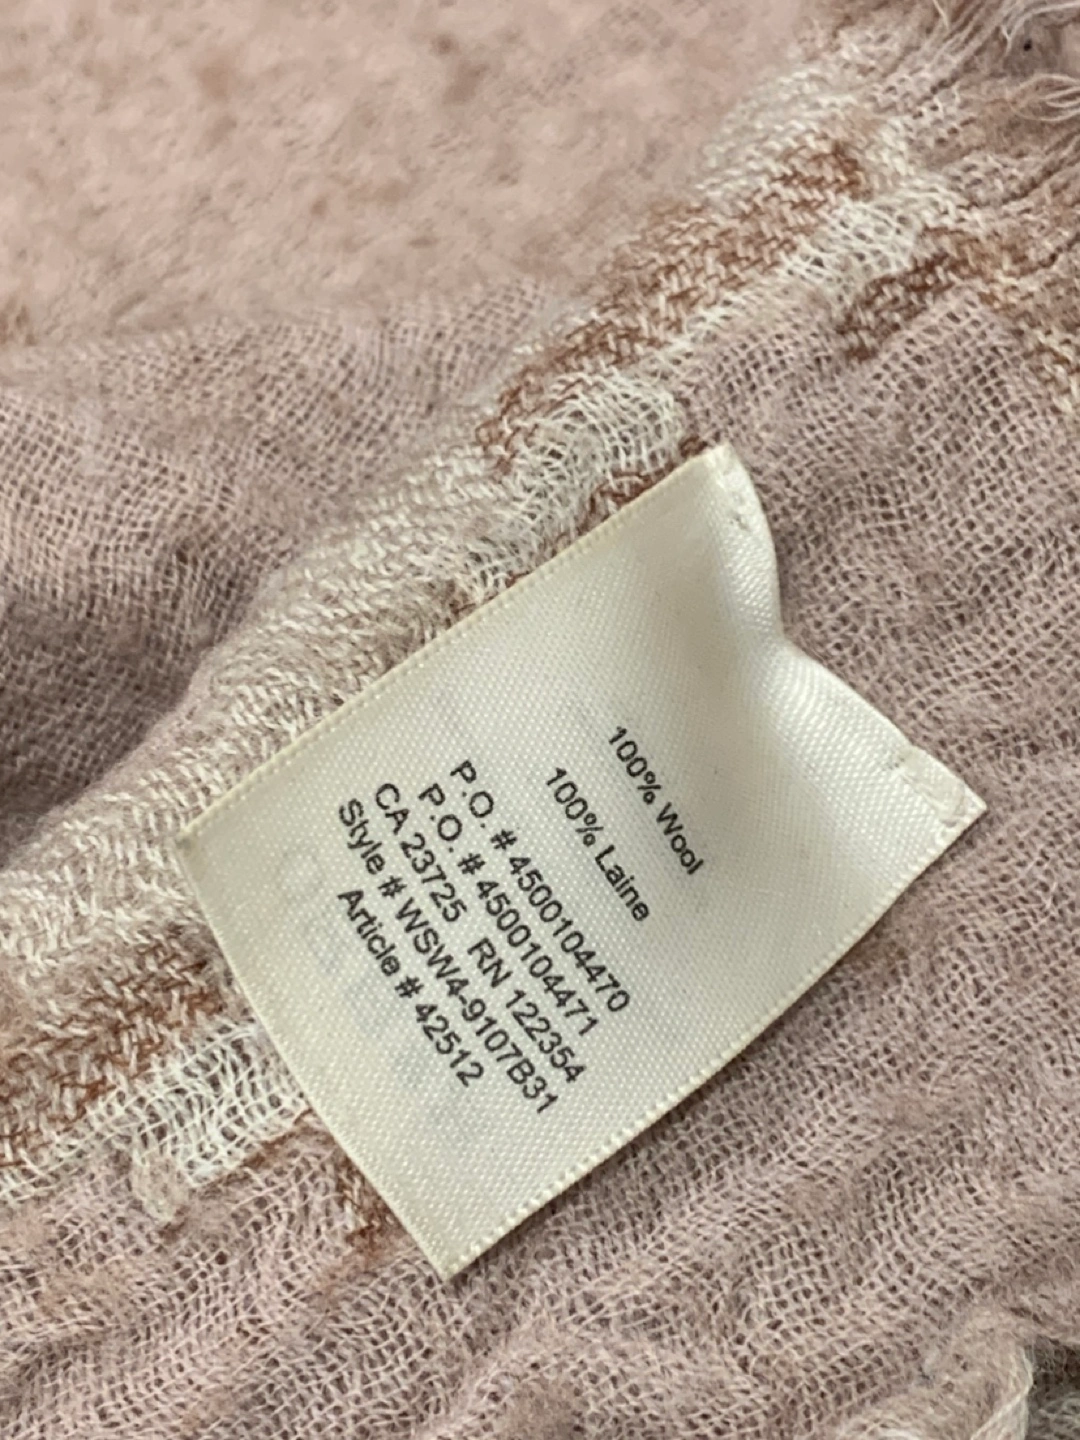 100% Wool
100% Laine
P.O. # 4500104470
P.O. # 4500104471
CA 23725 RN 122354
Style # WSW4-9107B31
Article # 42512